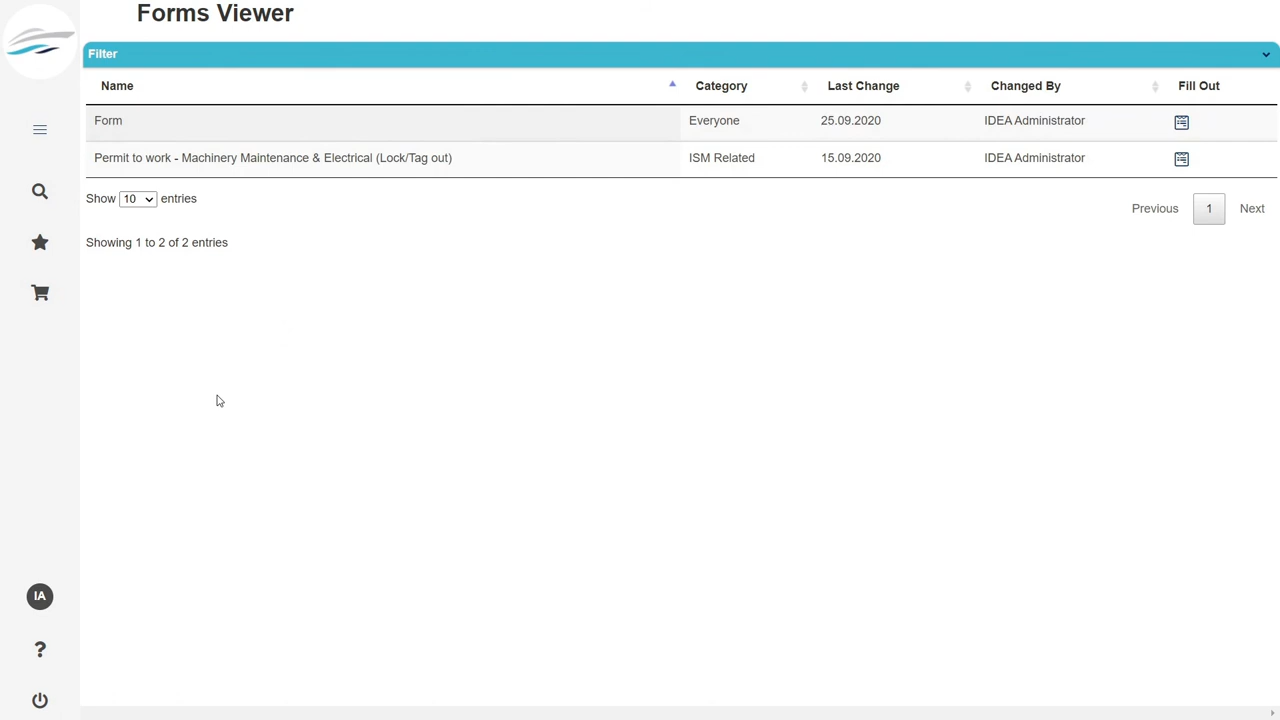 Forms Viewer
Filter
Name Category Last Change Changed By Fill Out
Form Everyone 25.09.2020 IDEA Administrator
Permit to work - Machinery Maintenance & Electrical (Lock/Tag out) ISM Related 15.09.2020 IDEA Administrator
Show 10 entries
Previous 1 Next
Showing 1 to 2 of 2 entries
IA
?